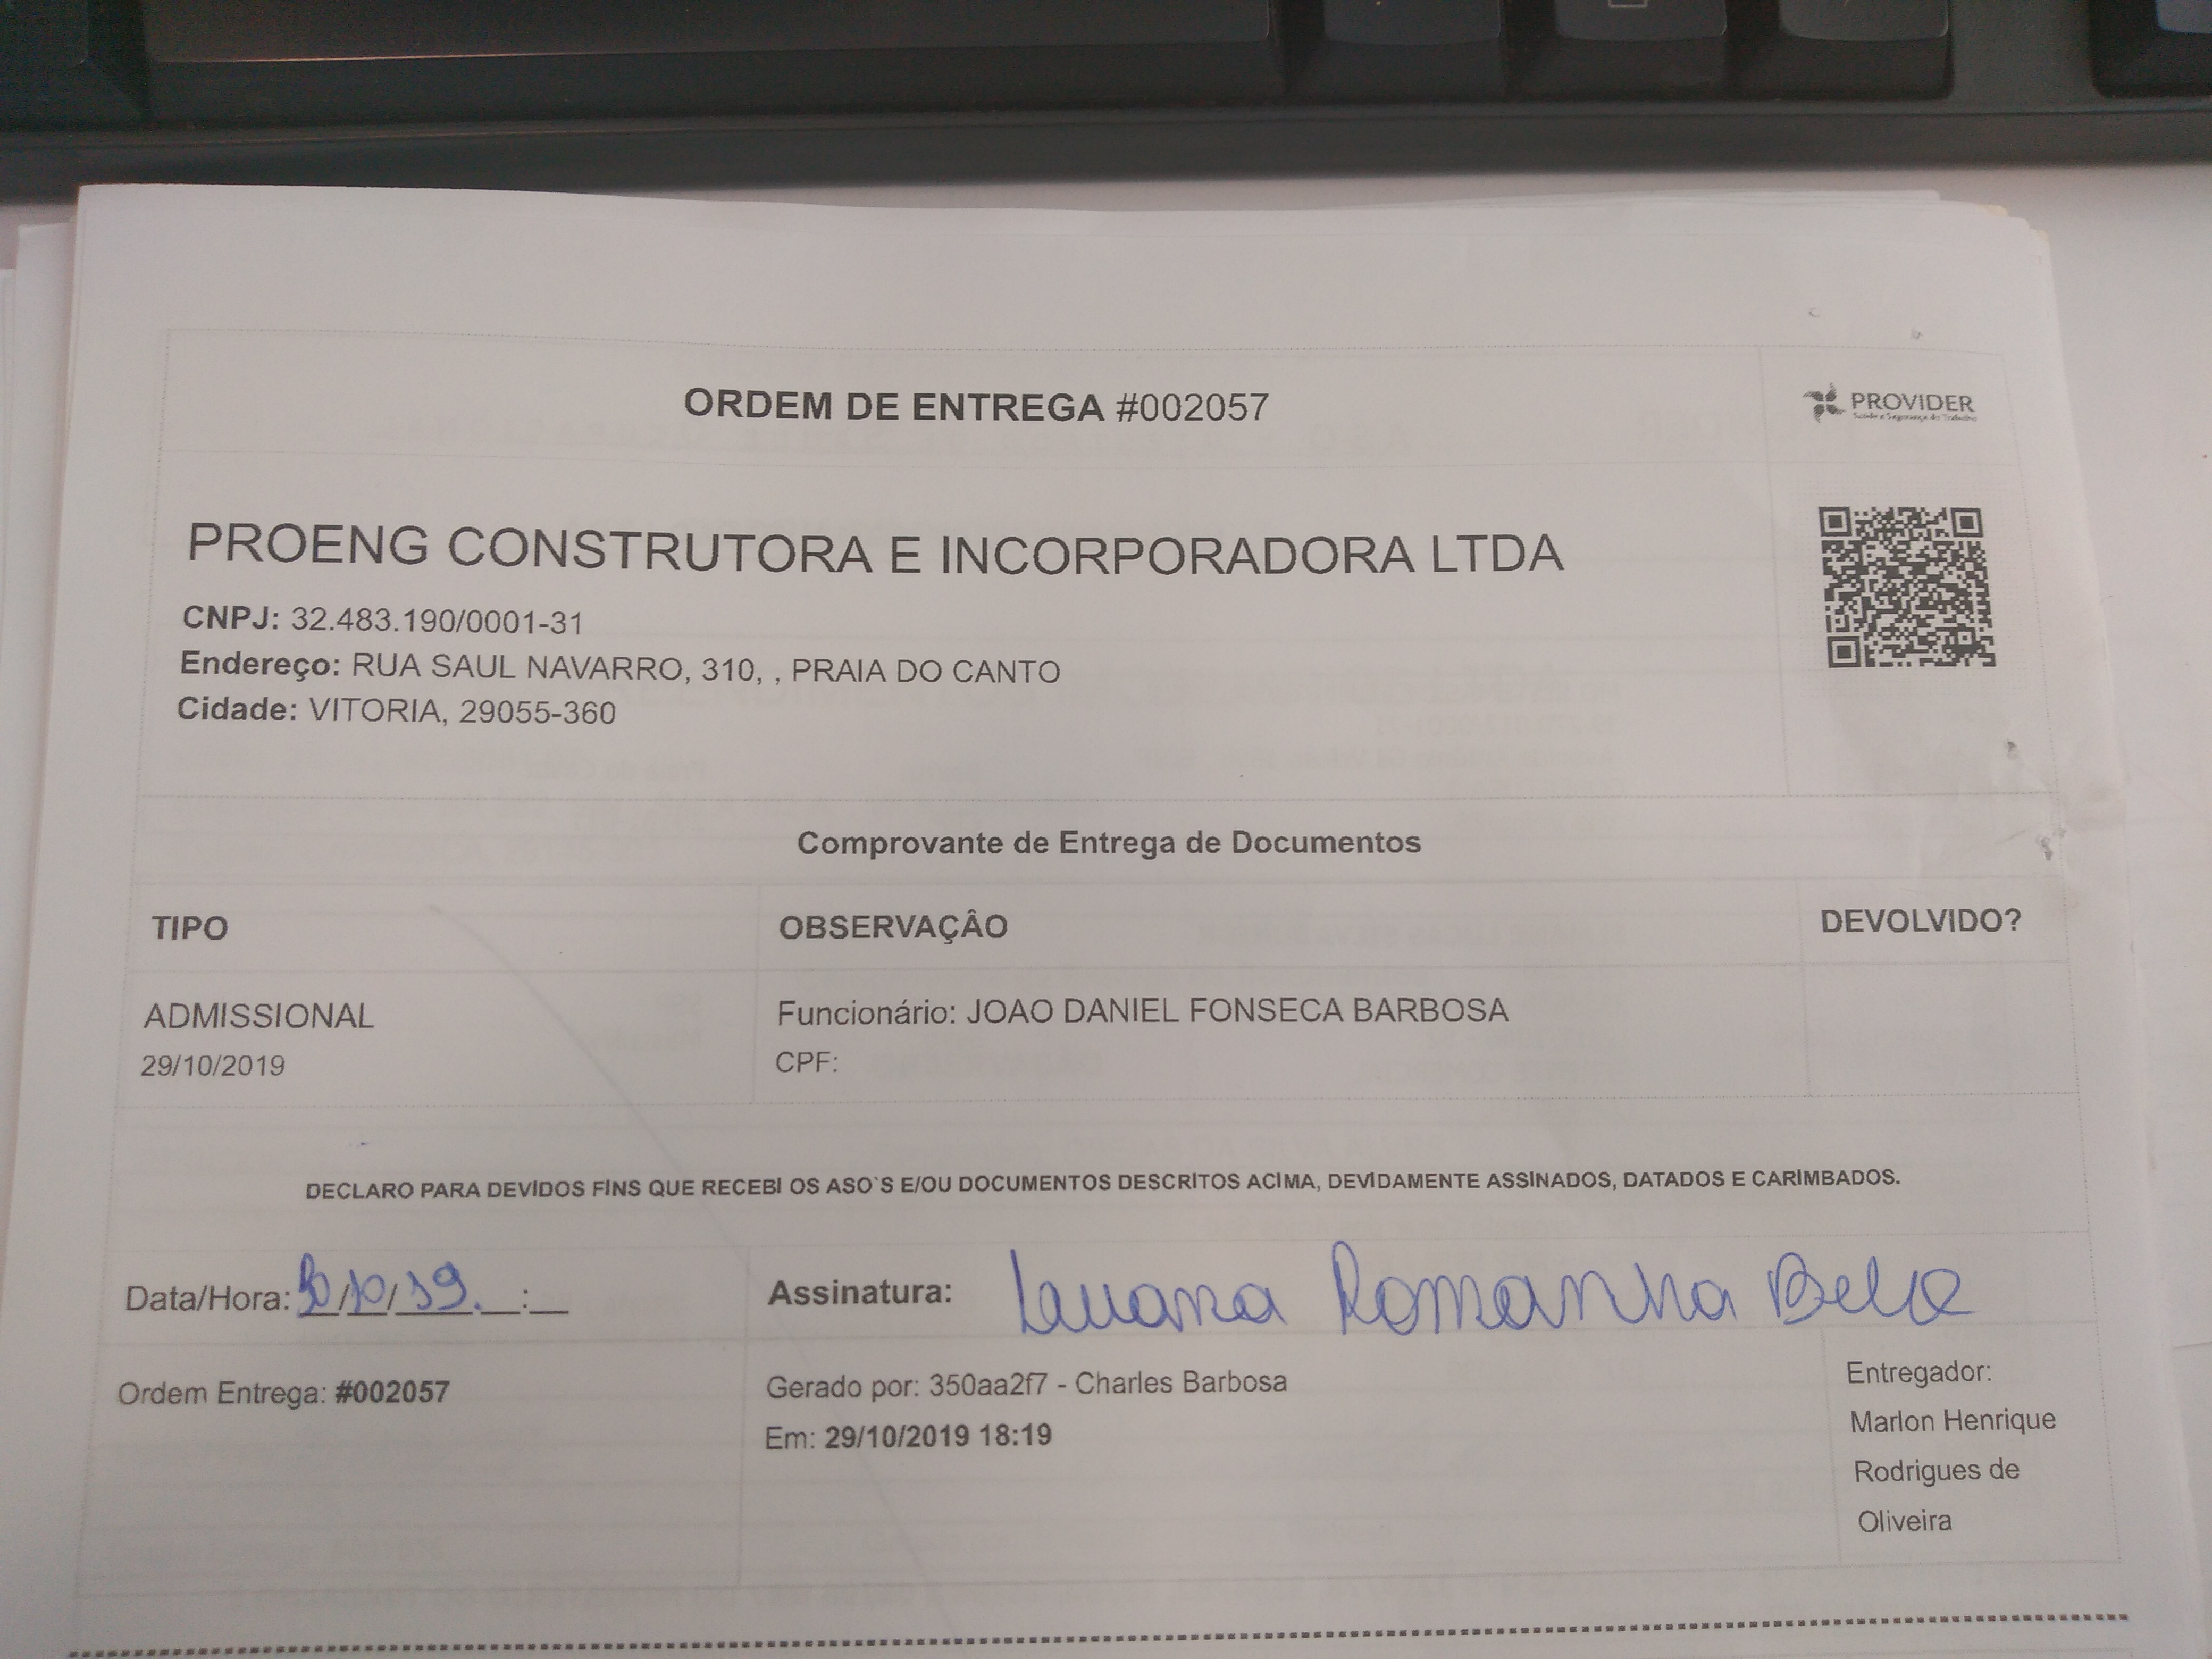 ORDEM DE ENTREGA #002057
PROVIDER
Saúde e Segurança do Trabalho
PROENG CONSTRUTORA E INCORPORADORA LTDA
CNPJ: 32.483.190/0001-31
Endereço: RUA SAUL NAVARRO, 310, , PRAIA DO CANTO
Cidade: VITORIA, 29055-360
Comprovante de Entrega de Documentos
TIPO OBSERVAÇÃO DEVOLVIDO?
ADMISSIONAL Funcionário: JOAO DANIEL FONSECA BARBOSA
29/10/2019 CPF:
DECLARO PARA DEVIDOS FINS QUE RECEBI OS ASO`S E/OU DOCUMENTOS DESCRITOS ACIMA, DEVIDAMENTE ASSINADOS, DATADOS E CARIMBADOS.
Data/Hora: 30/10/19. __:__ Assinatura: Romanha
Ordem Entrega: #002057
Gerado por: 350aa2f7 - Charles Barbosa
Em: 29/10/2019 18:19
Entregador:
Marlon Henrique
Rodrigues de
Oliveira